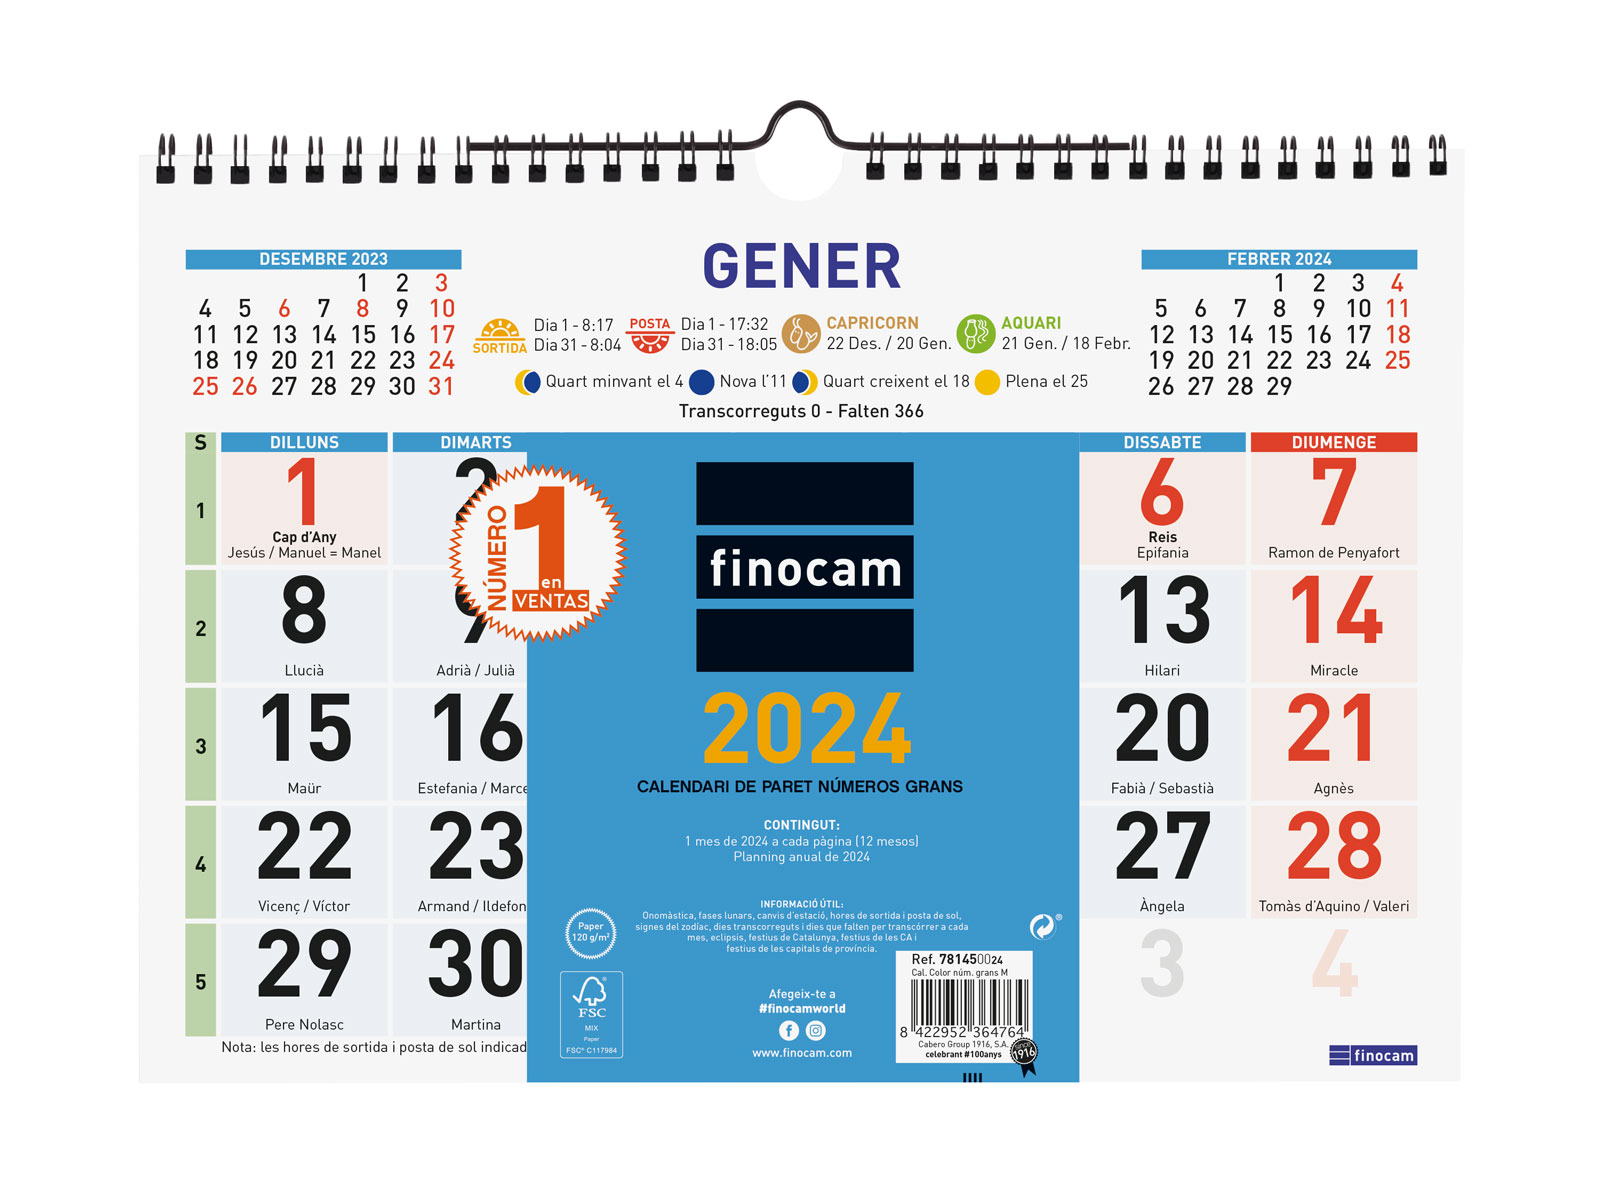 GENER
DESEMBRE 2023
1 2 3
4 5 6 7 8 9 10
11 12 13 14 15 16 17
18 19 20 21 22 23 24
25 26 27 28 29 30 31
SORTIDA
Dia 1 - 8:17
Dia 31 - 8:04
POSTA
Dia 1 - 17:32
Dia 31 - 18:05
CAPRICORN
22 Des. / 20 Gen.
AQUARI
21 Gen. / 18 Febr.
Quart minvant el 4
Nova l'11
Quart creixent el 18
Plena el 25
Transcorreguts 0 - Falten 366
FEBRER 2024
1 2 3 4
5 6 7 8 9 10 11
12 13 14 15 16 17 18
19 20 21 22 23 24 25
26 27 28 29
S DILLUNS DIMARTS
1
1
Cap d'Any
Jesús / Manuel = Manel
2
2
8
Llucià
9
Adrià / Julià
3
15
Maür
16
Estefania / Marce
4
22
Vicenç / Víctor
23
Armand / Ildefon
5
29
Pere Nolasc
30
Martina
Nota: les hores de sortida i posta de sol indicad
NÚMERO
1
en
VENTAS
finocam
2024
CALENDARI DE PARET NÚMEROS GRANS
CONTINGUT:
1 mes de 2024 a cada pàgina (12 mesos)
Planning anual de 2024
INFORMACIÓ ÚTIL:
Onomàstica, fases lunars, canvis d'estació, hores de sortida i posta de sol,
signes del zodíac, dies transcorreguts i dies que falten per transcórrer a cada
mes, eclipsis, festius de Catalunya, festius de les CA i
festius de les capitals de província.
Paper
120 g/m²
FSC
MIX
Paper
FSC® C117984
Afegeix-te a
#finocamworld
www.finocam.com
Ref. 781450024
Cal. Color núm. grans M
8 422952 364764
Cabero Group 1916, S.A.
celebrant #100anys
since
1916
DISSABTE DIUMENGE
6
Reis
Epifania
7
Ramon de Penyafort
13
Hilari
14
Miracle
20
Fabià / Sebastià
21
Agnès
27
Àngela
28
Tomàs d'Aquino / Valeri
3
4
finocam